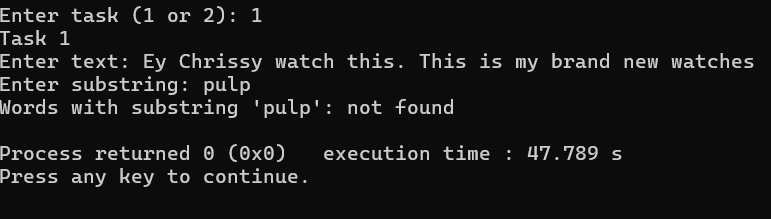 Enter task (1 or 2): 1
Task 1
Enter text: Ey Chrissy watch this. This is my brand new watches
Enter substring: pulp
Words with substring 'pulp': not found
Process returned 0 (0x0)   execution time : 47.789 s
Press any key to continue.